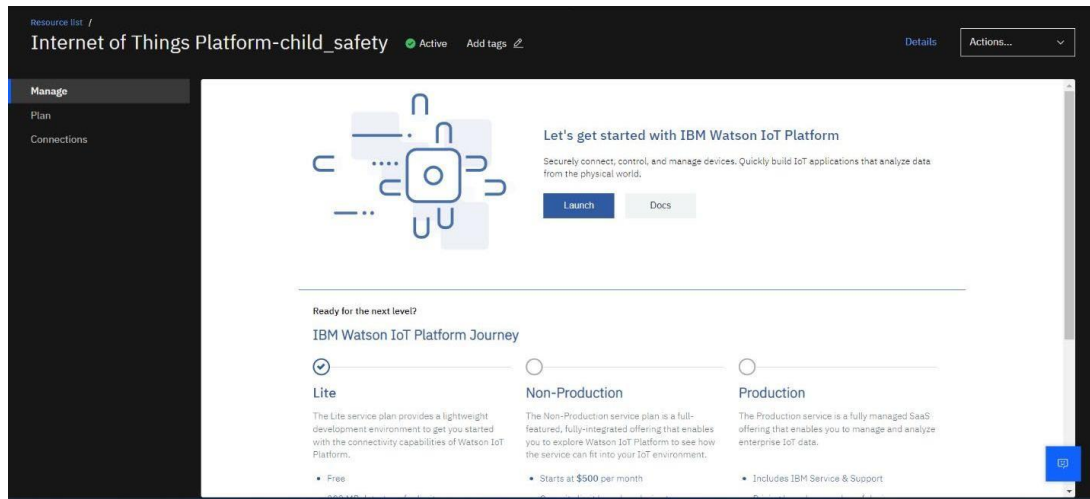 Resource list /
Internet of Things Platform-child_safety
Active
Add tags
Details
Actions...
Manage
Plan
Connections
Let's get started with IBM Watson IoT Platform
Securely connect, control, and manage devices. Quickly build IoT applications that analyze data
from the physical world.
Launch
Docs
Ready for the next level?
IBM Watson IoT Platform Journey
Lite
The Lite service plan provides a lightweight
development environment to get you started
with the connectivity capabilities of Watson IoT
Platform.
• Free
Non-Production
The Non-Production service plan is a full-
featured, fully-integrated offering that enables
you to explore Watson IoT Platform to see how
the service can fit into your IoT environment.
• Starts at $500 per month
Production
The Production service is a fully managed SaaS
offering that enables you to manage and analyze
enterprise IoT data.
• Includes IBM Service & Support